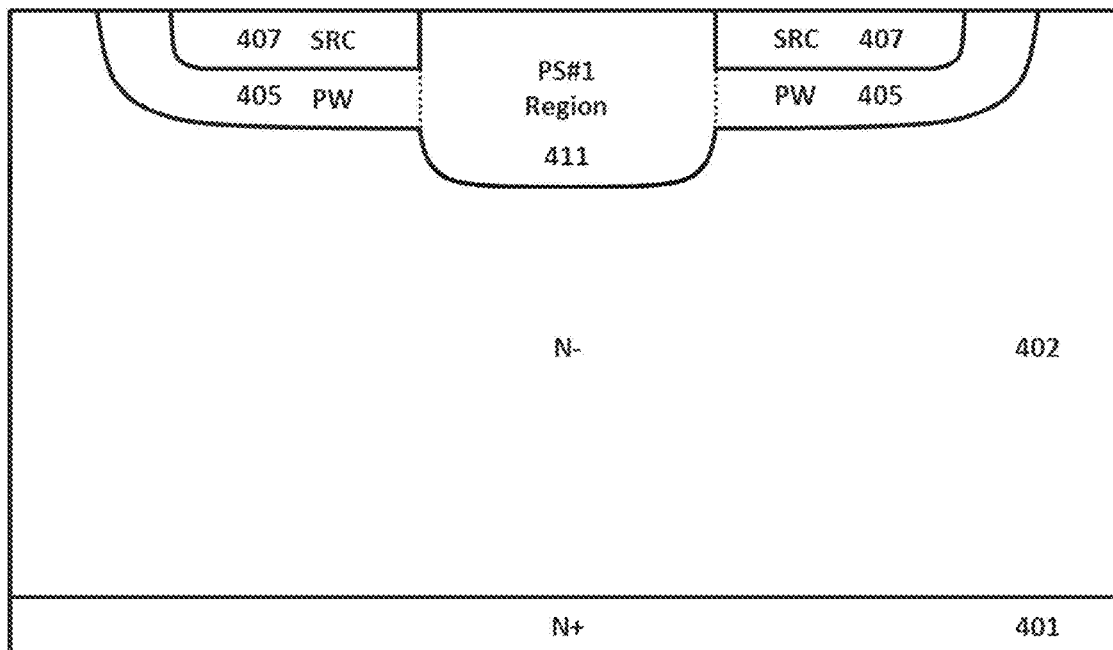 407 SRC
SRC 407
PS#1
Region
405 PW
PW 405
411
N- 402
N+ 401